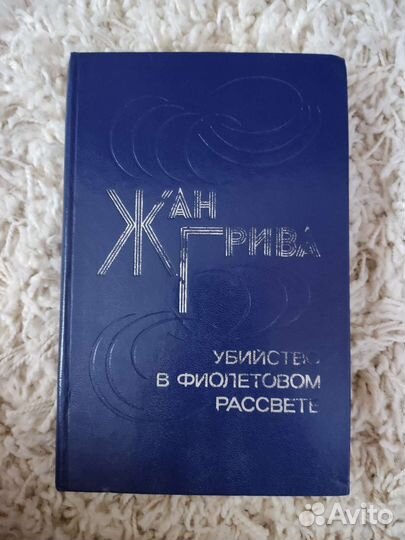 ЖАН
ГРИВА
УБИЙСТВО
В ФИОЛЕТОВОМ
РАССВЕТЕ
Avito